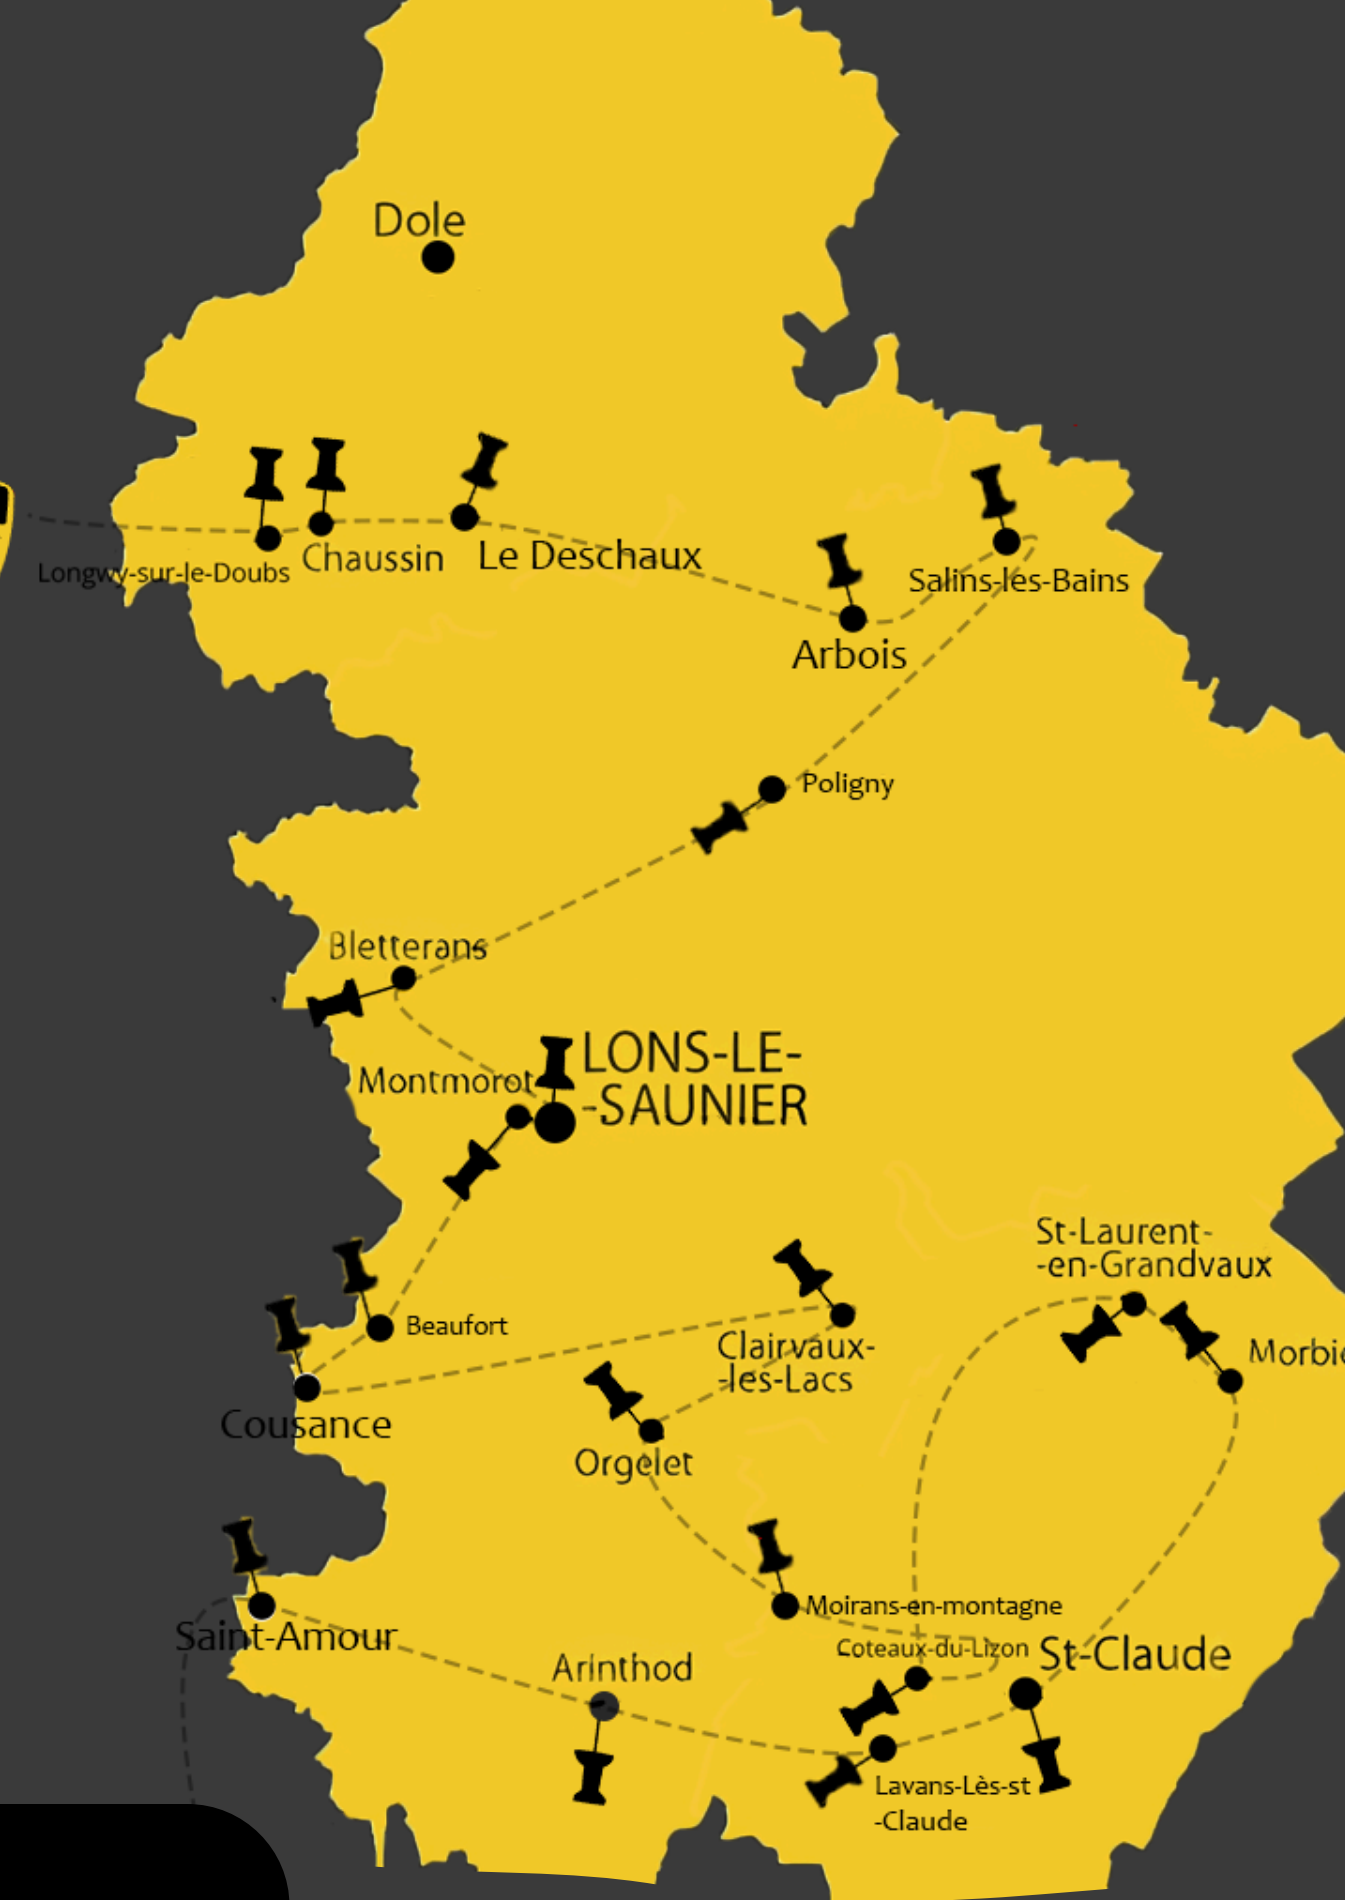 Dole
Longwy-sur-le-Doubs
Chaussin
Le Deschaux
Salins-les-Bains
Arbois
Poligny
Bletterans
LONS-LE-
-SAUNIER
Montmorot
St-Laurent-
-en-Grandvaux
Beaufort
Clairvaux-
-les-Lacs
Morbi
Cousance
Orgelet
Moirans-en-montagne
Coteaux-du-Lizon
St-Claude
Saint-Amour
Arinthod
Lavans-Lès-st
-Claude